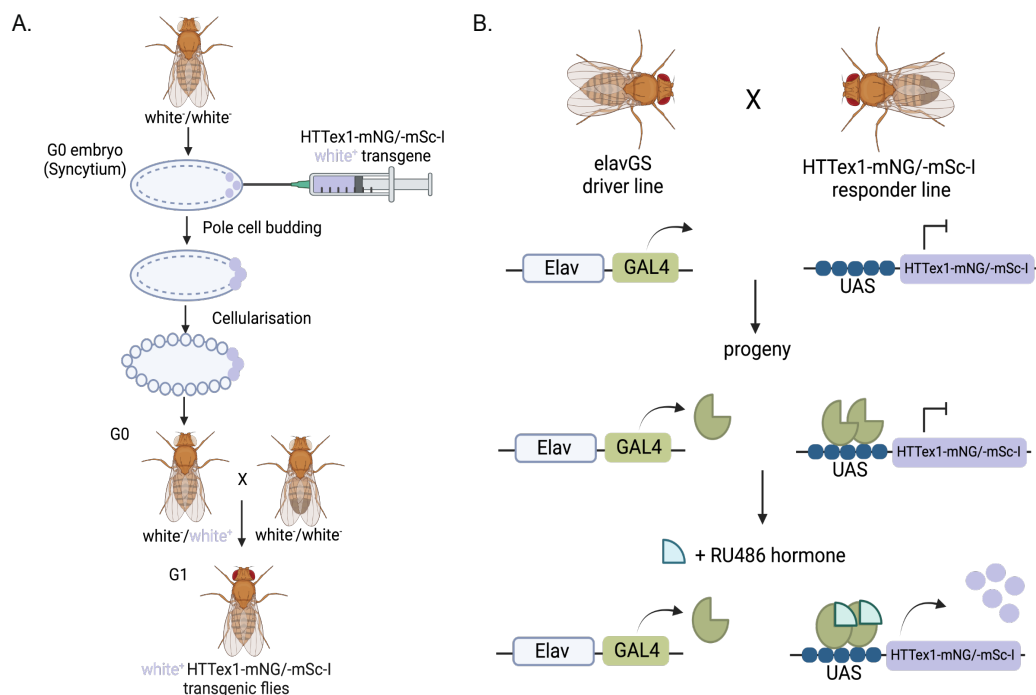 A.
white-/white-
G0 embryo
(Syncytium)
HTTex1-mNG/-mSc-I
white+ transgene
Pole cell budding
Cellularisation
G0
X
white-/white+
white-/white-
G1
white+ HTTex1-mNG/-mSc-I
transgenic flies
B.
X
elavGS
driver line
HTTex1-mNG/-mSc-I
responder line
Elav
GAL4
UAS
HTTex1-mNG/-mSc-I
progeny
Elav
GAL4
UAS
HTTex1-mNG/-mSc-I
+ RU486 hormone
Elav
GAL4
UAS
HTTex1-mNG/-mSc-I